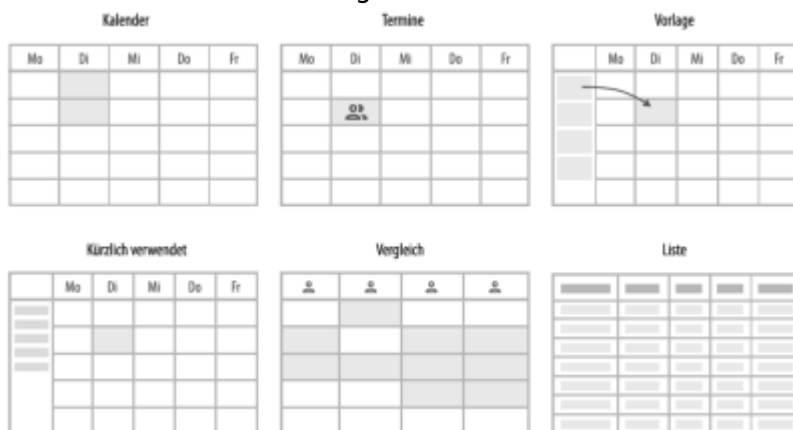 Kalender
Termine
Vorlage
Mo Di Mi Do Fr
Mo Di Mi Do Fr
Mo Di Mi Do Fr
Kürzlich verwendet
Vergleich
Liste
Mo Di Mi Do Fr